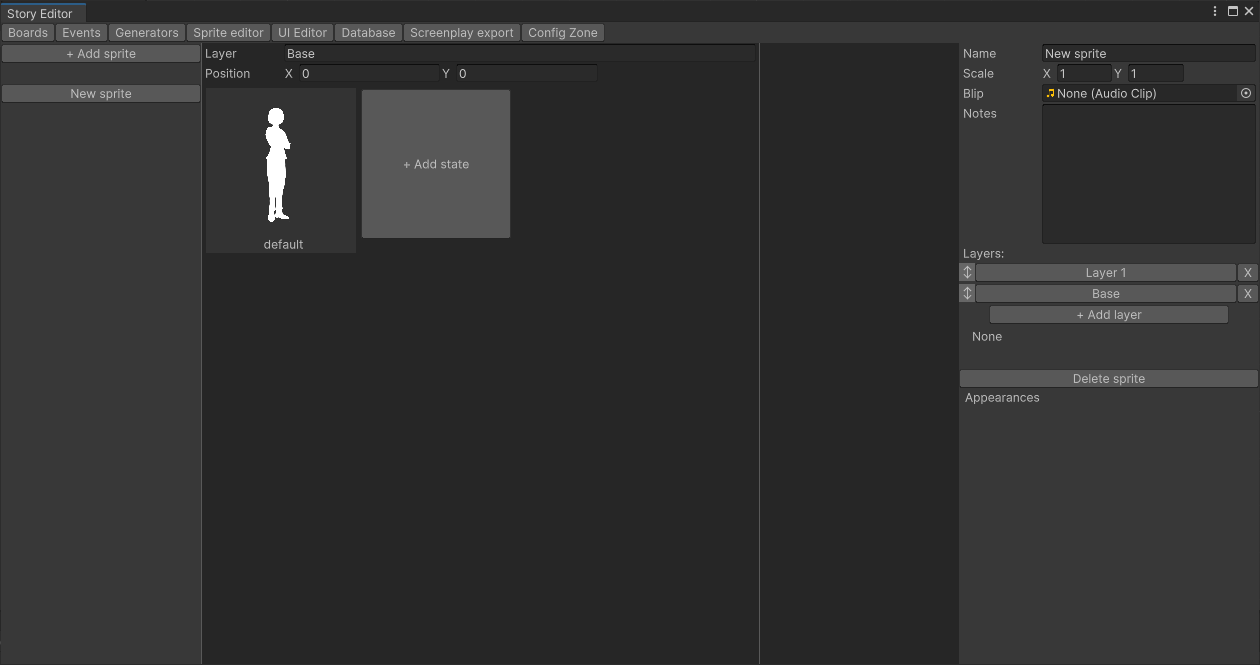 Story Editor
Boards Events Generators Sprite editor UI Editor Database Screenplay export Config Zone
+ Add sprite
New sprite
Layer Base
Position X 0 Y 0
default
+ Add state
Name New sprite
Scale X 1 Y 1
Blip None (Audio Clip)
Notes
Layers:
Layer 1 X
Base X
+ Add layer
None
Delete sprite
Appearances